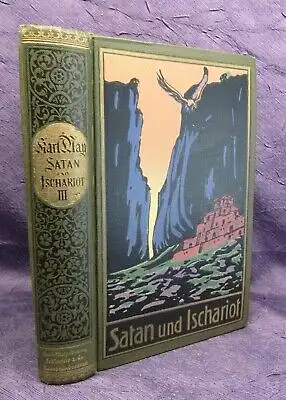 Karl May
SATAN
UND
ISCHARIOT
III
Satan und Ischariot